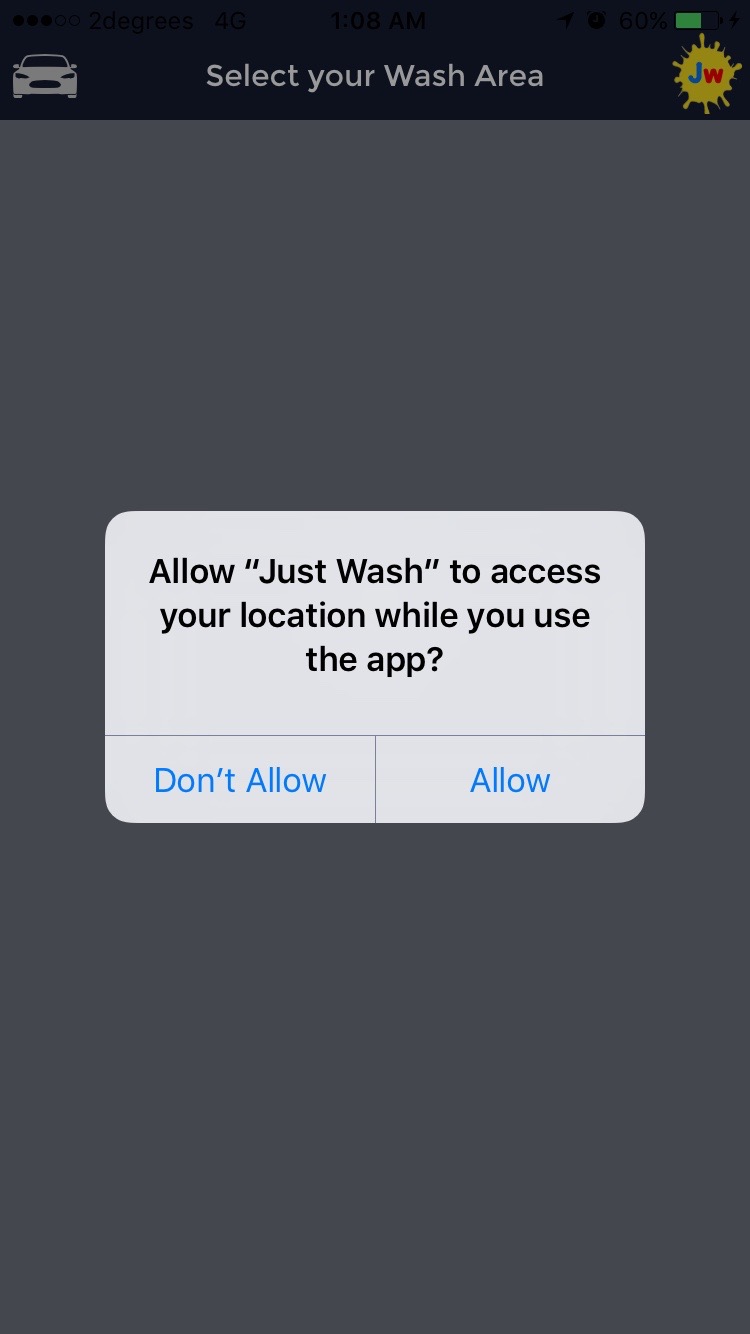 2degrees 4G 1:08 AM 60%
Select your Wash Area
Jw
Allow “Just Wash” to access
your location while you use
the app?
Don’t Allow
Allow